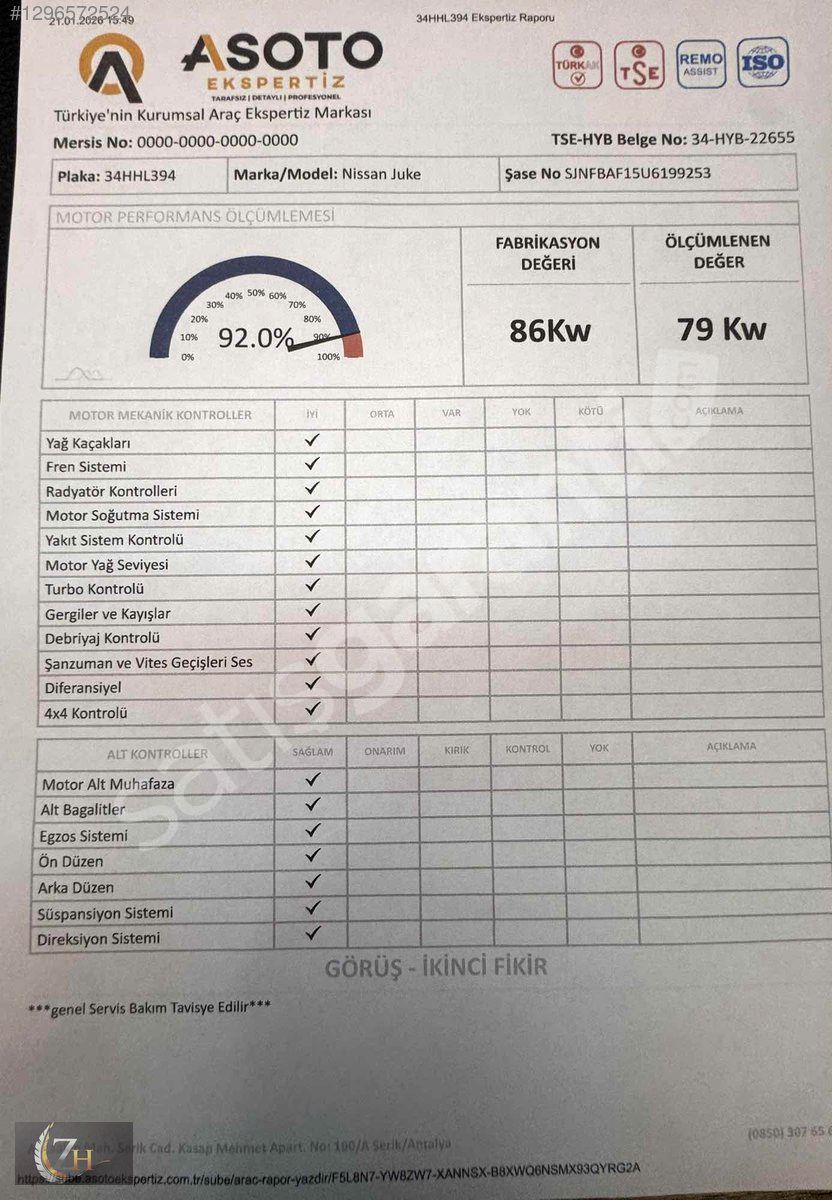 #1296572524
21.01.2026 15:49
34HHL394 Ekspertiz Raporu
ASOTO
EKSPERTİZ
TARAFSIZ | DETAYLI | PROFESYONEL
TÜRKAK
TSE
REMO
ASSIST
ISO
Türkiye'nin Kurumsal Araç Ekspertiz Markası
Mersis No: 0000-0000-0000-0000
TSE-HYB Belge No: 34-HYB-22655
Plaka: 34HHL394
Marka/Model: Nissan Juke
Şase No SJNFBAF15U6199253
MOTOR PERFORMANS ÖLÇÜMLEMESİ
0%
10%
20%
30%
40%
50%
60%
70%
80%
90%
100%
92.0%
FABRİKASYON
DEĞERİ
86Kw
ÖLÇÜMLENEN
DEĞER
79 Kw
MOTOR MEKANİK KONTROLLER İYİ ORTA VAR YOK KÖTÜ AÇIKLAMA
Yağ Kaçakları ✓
Fren Sistemi ✓
Radyatör Kontrolleri ✓
Motor Soğutma Sistemi ✓
Yakıt Sistem Kontrolü ✓
Motor Yağ Seviyesi ✓
Turbo Kontrolü ✓
Gergiler ve Kayışlar ✓
Debriyaj Kontrolü ✓
Şanzuman ve Vites Geçişleri Ses ✓
Diferansiyel ✓
4x4 Kontrolü ✓
ALT KONTROLLER SAĞLAM ONARIM KIRIK KONTROL YOK AÇIKLAMA
Motor Alt Muhafaza ✓
Alt Bagalitler ✓
Egzos Sistemi ✓
Ön Düzen ✓
Arka Düzen ✓
Süspansiyon Sistemi ✓
Direksiyon Sistemi ✓
GÖRÜŞ - İKİNCİ FİKİR
***genel Servis Bakım Tavisye Edilir***
Mah. Serik Cad. Kasap Mehmet Apart. No: 100/A Serik/Antalya
(0850) 307 65
ZH
https://sube.asotoekspertiz.com.tr/sube/arac-rapor-yazdir/F5L8N7-YW8ZW7-XANNSX-B8XWQ6NSMX93QYRG2A